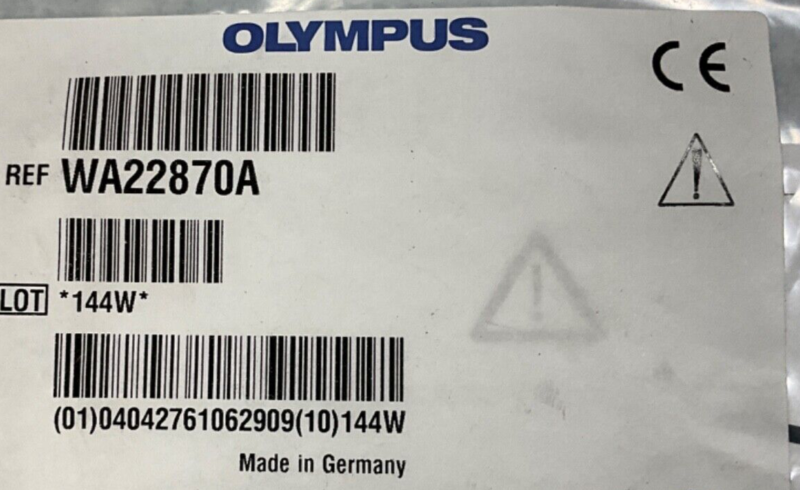 OLYMPUS
CE
REF WA22870A
LOT *144W*
(01)04042761062909(10)144W
Made in Germany